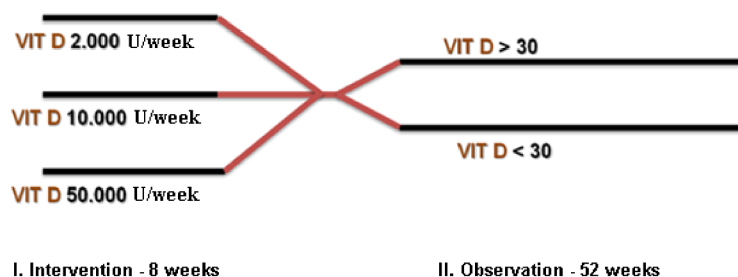 VIT D 2.000 U/week
VIT D > 30
VIT D 10.000 U/week
VIT D < 30
VIT D 50.000 U/week
I. Intervention - 8 weeks
II. Observation - 52 weeks